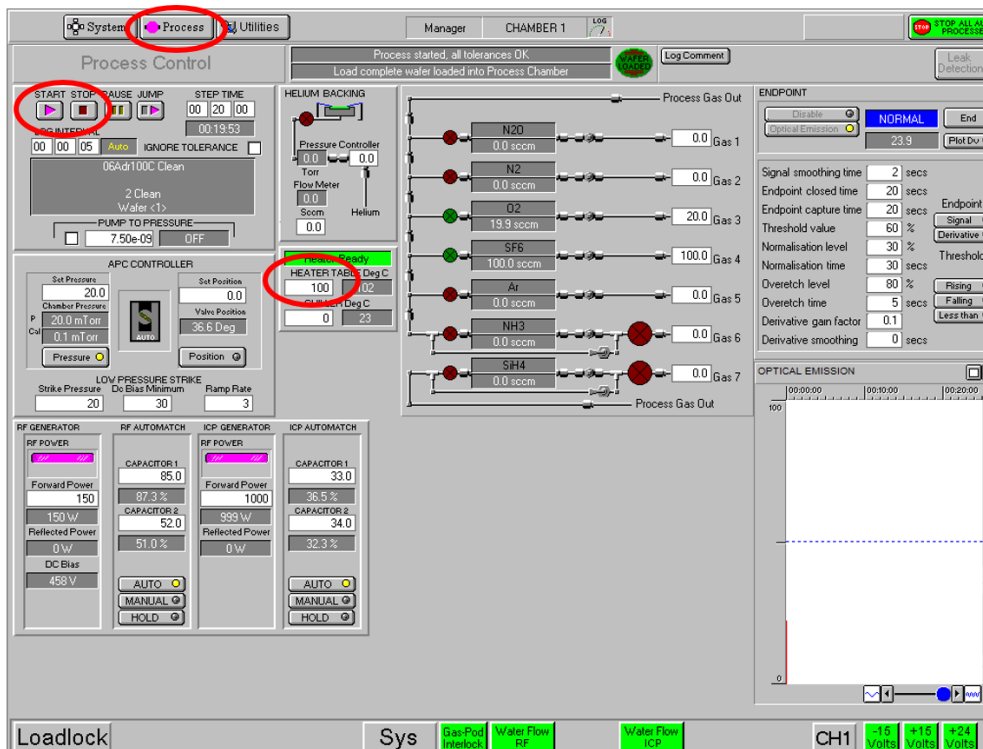 System Process Utilities Manager CHAMBER 1 LOG STOP ALL PROCESSE
Process Control
Process started, all tolerances OK
Load complete wafer loaded into Process Chamber
WAFER LOADED
Log Comment
Leak Detection
START STOP PAUSE JUMP STEP TIME
00 20 00
00:19:53
LOG INTERVAL
00 00 05 Auto IGNORE TOLERANCE
06Adr100C Clean
2 Clean
Wafer <1>
PUMP TO PRESSURE
7.50e-09 OFF
HELIUM BACKING
Pressure Controller
0.0 0.0
Torr
Flow Meter
0.0
Sccm Helium
0.0
Process Gas Out
N2O
0.0 sccm 0.0 Gas 1
N2
0.0 sccm 0.0 Gas 2
O2
19.9 sccm 20.0 Gas 3
SF6
100.0 sccm 100.0 Gas 4
Ar
0.0 sccm 0.0 Gas 5
NH3
0.0 sccm 0.0 Gas 6
SiH4
0.0 sccm 0.0 Gas 7
Process Gas Out
ENDPOINT
Disable
Optical Emission
NORMAL
23.9
End
Plot Dv
Signal smoothing time 2 secs
Endpoint closed time 20 secs
Endpoint capture time 20 secs
Threshold value 60 %
Normalisation level 30 %
Normalisation time 30 secs
Overetch level 80 %
Overetch time 5 secs
Derivative gain factor 0.1
Derivative smoothing 0 secs
Endpoint
Signal
Derivative
Threshold
Rising
Falling
Less than
APC CONTROLLER
Set Pressure
20.0
Chamber Pressure
P 20.0 mTorr
Cal 0.1 mTorr
Pressure
AUTO
Set Position
0.0
Valve Position
36.6 Deg
Position
LOW PRESSURE STRIKE
Strike Pressure Dc Bias Minimum Ramp Rate
20 30 3
Heater Ready
HEATER TABLE Deg C
100 102
CHILLER Deg C
0 23
RF GENERATOR
RF POWER
Forward Power
150
150 W
Reflected Power
0 W
DC Bias
458 V
RF AUTOMATCH
CAPACITOR 1
85.0
87.3 %
CAPACITOR 2
52.0
51.0 %
AUTO
MANUAL
HOLD
ICP GENERATOR
RF POWER
Forward Power
1000
999 W
Reflected Power
0 W
ICP AUTOMATCH
CAPACITOR 1
33.0
36.5 %
CAPACITOR 2
34.0
32.3 %
AUTO
MANUAL
HOLD
OPTICAL EMISSION
00:00:00 00:10:00 00:20:00
100
0
Loadlock Sys Gas-Pod Interlock Water Flow RF Water Flow ICP CH1 -15 Volts +15 Volts +24 Volts